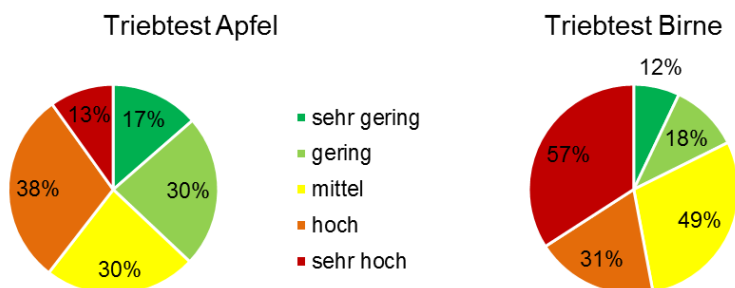 Triebtest Apfel
13%
17%
38%
30%
30%
sehr gering
gering
mittel
hoch
sehr hoch
Triebtest Birne
12%
57%
18%
49%
31%